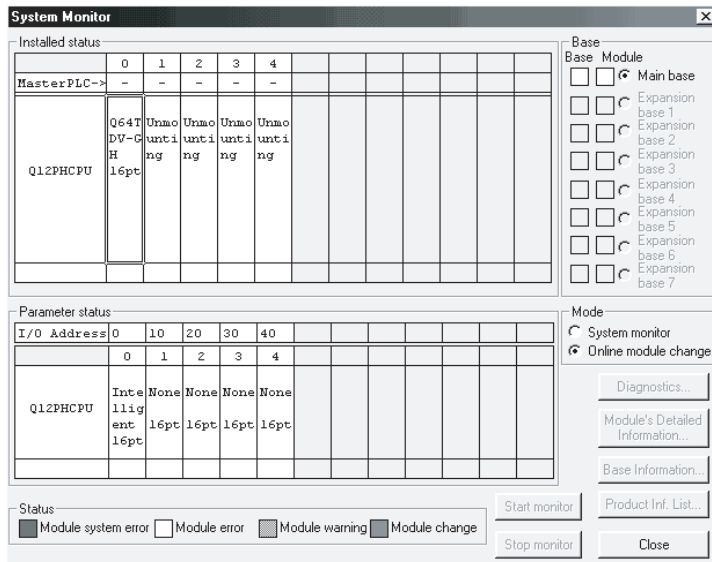 System Monitor
Installed status
0 1 2 3 4
MasterPLC-> - - - - -
Q12PHCPU
Q64T
DV-G
H
16pt
Unmo
unti
ng
Unmo
unti
ng
Unmo
unti
ng
Unmo
unti
ng
Base
Base Module
Main base
Expansion
base 1
Expansion
base 2
Expansion
base 3
Expansion
base 4
Expansion
base 5
Expansion
base 6
Expansion
base 7
Parameter status
I/O Address 0 10 20 30 40
0 1 2 3 4
Q12PHCPU
Inte
llig
ent
16pt
None
16pt
None
16pt
None
16pt
None
16pt
Mode
System monitor
Online module change
Diagnostics...
Module's Detailed
Information...
Base Information...
Product Inf. List...
Status
Module system error Module error Module warning Module change
Start monitor
Stop monitor
Close